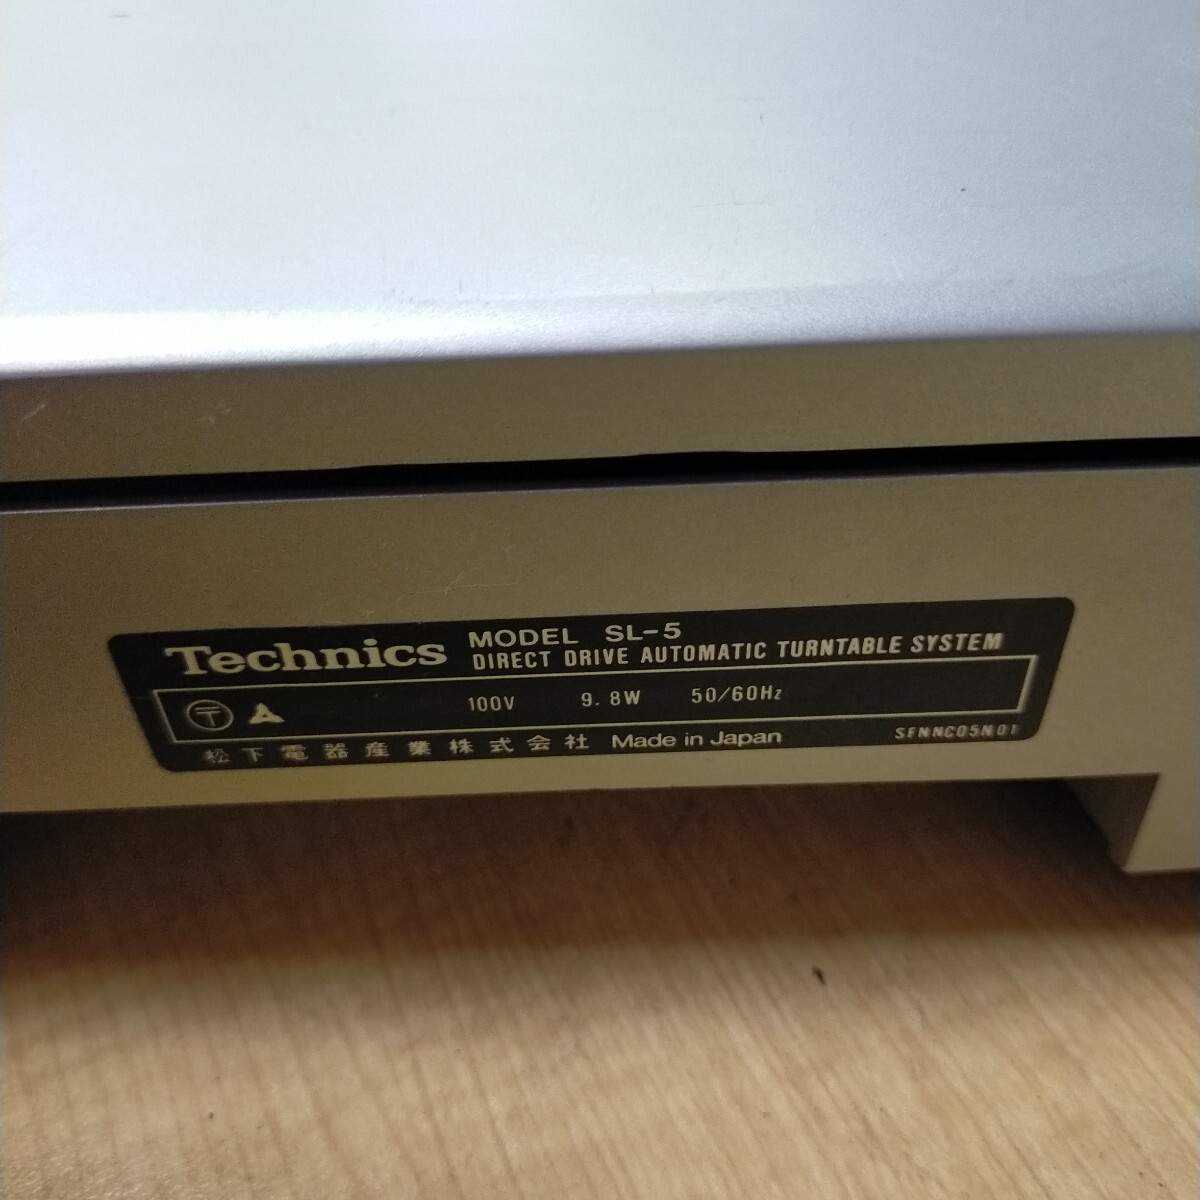 Technics MODEL SL-5
DIRECT DRIVE AUTOMATIC TURNTABLE SYSTEM
〒 100V 9.8W 50/60Hz
松下電器産業株式会社 Made in Japan SFNNC05N01